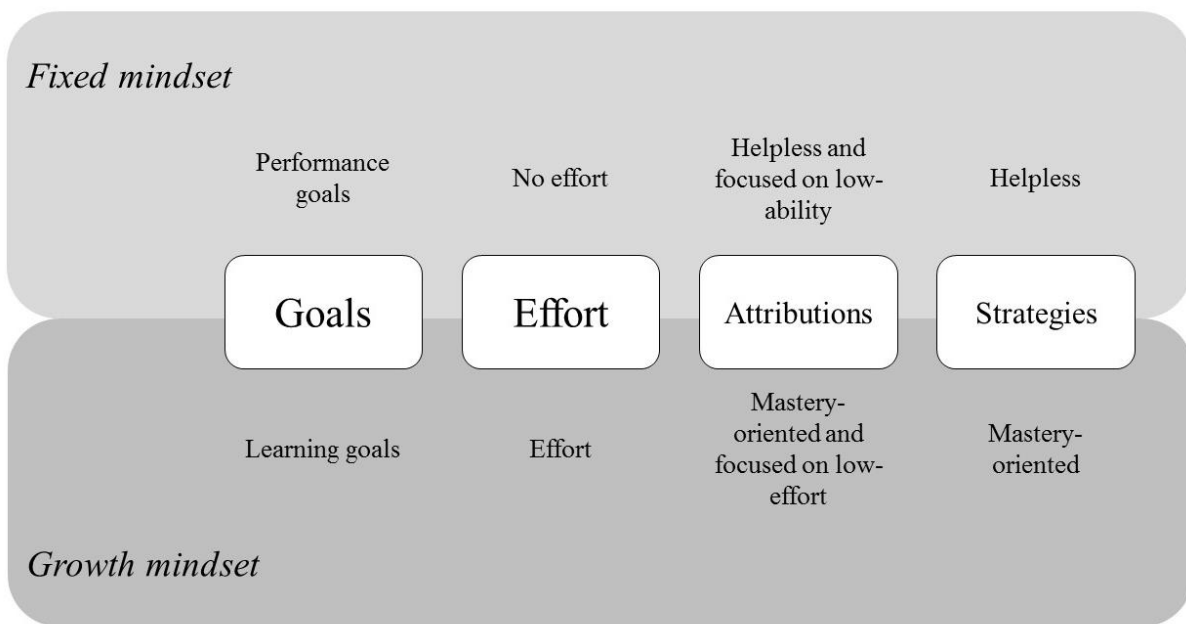 Fixed mindset
Performance
goals
No effort
Helpless and
focused on low-
ability
Helpless
Goals
Effort
Attributions
Strategies
Learning goals
Effort
Mastery-
oriented and
focused on low-
effort
Mastery-
oriented
Growth mindset